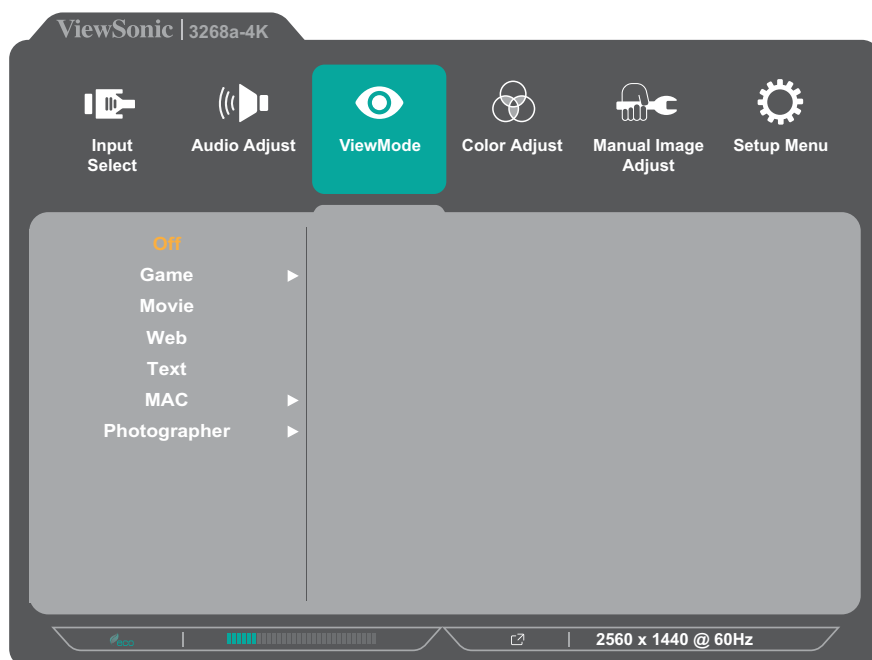 ViewSonic | 3268a-4K
Input
Select
Audio Adjust
ViewMode
Color Adjust
Manual Image
Adjust
Setup Menu
Off
Game ►
Movie
Web
Text
MAC ►
Photographer ►
eco
2560 x 1440 @ 60Hz